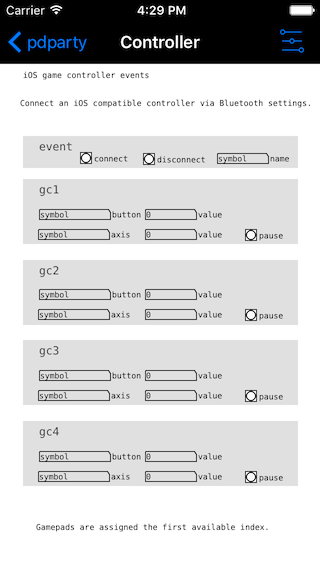 Carrier 4:29 PM
pdparty Controller
iOS game controller events
Connect an iOS compatible controller via Bluetooth settings.
event
connect disconnect symbol name
gc1
symbol button 0 value
symbol axis 0 value pause
gc2
symbol button 0 value
symbol axis 0 value pause
gc3
symbol button 0 value
symbol axis 0 value pause
gc4
symbol button 0 value
symbol axis 0 value pause
Gamepads are assigned the first available index.